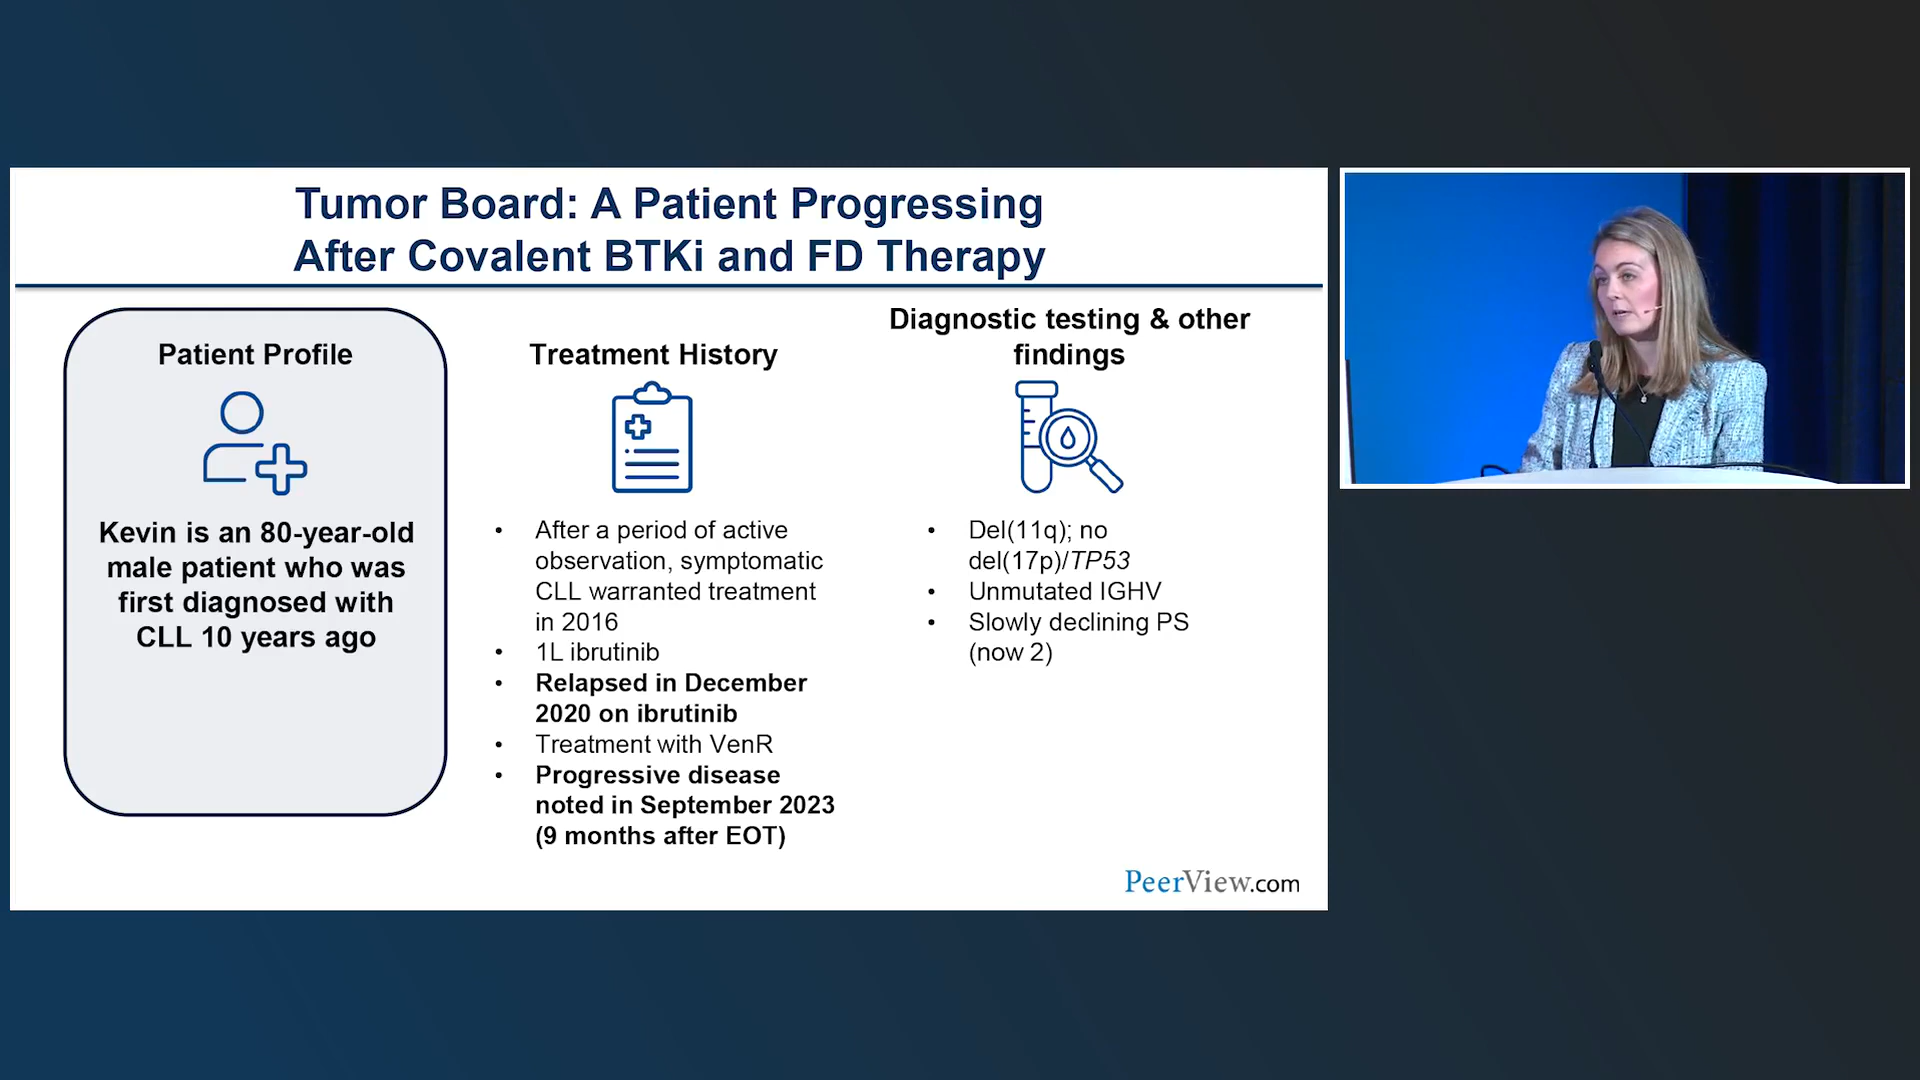 Tumor Board: A Patient Progressing
After Covalent BTKi and FD Therapy
Patient Profile
Kevin is an 80-year-old
male patient who was
first diagnosed with
CLL 10 years ago
Treatment History
• After a period of active
observation, symptomatic
CLL warranted treatment
in 2016
• 1L ibrutinib
• Relapsed in December
2020 on ibrutinib
• Treatment with VenR
• Progressive disease
noted in September 2023
(9 months after EOT)
Diagnostic testing & other
findings
• Del(11q); no
del(17p)/TP53
• Unmutated IGHV
• Slowly declining PS
(now 2)
PeerView.com